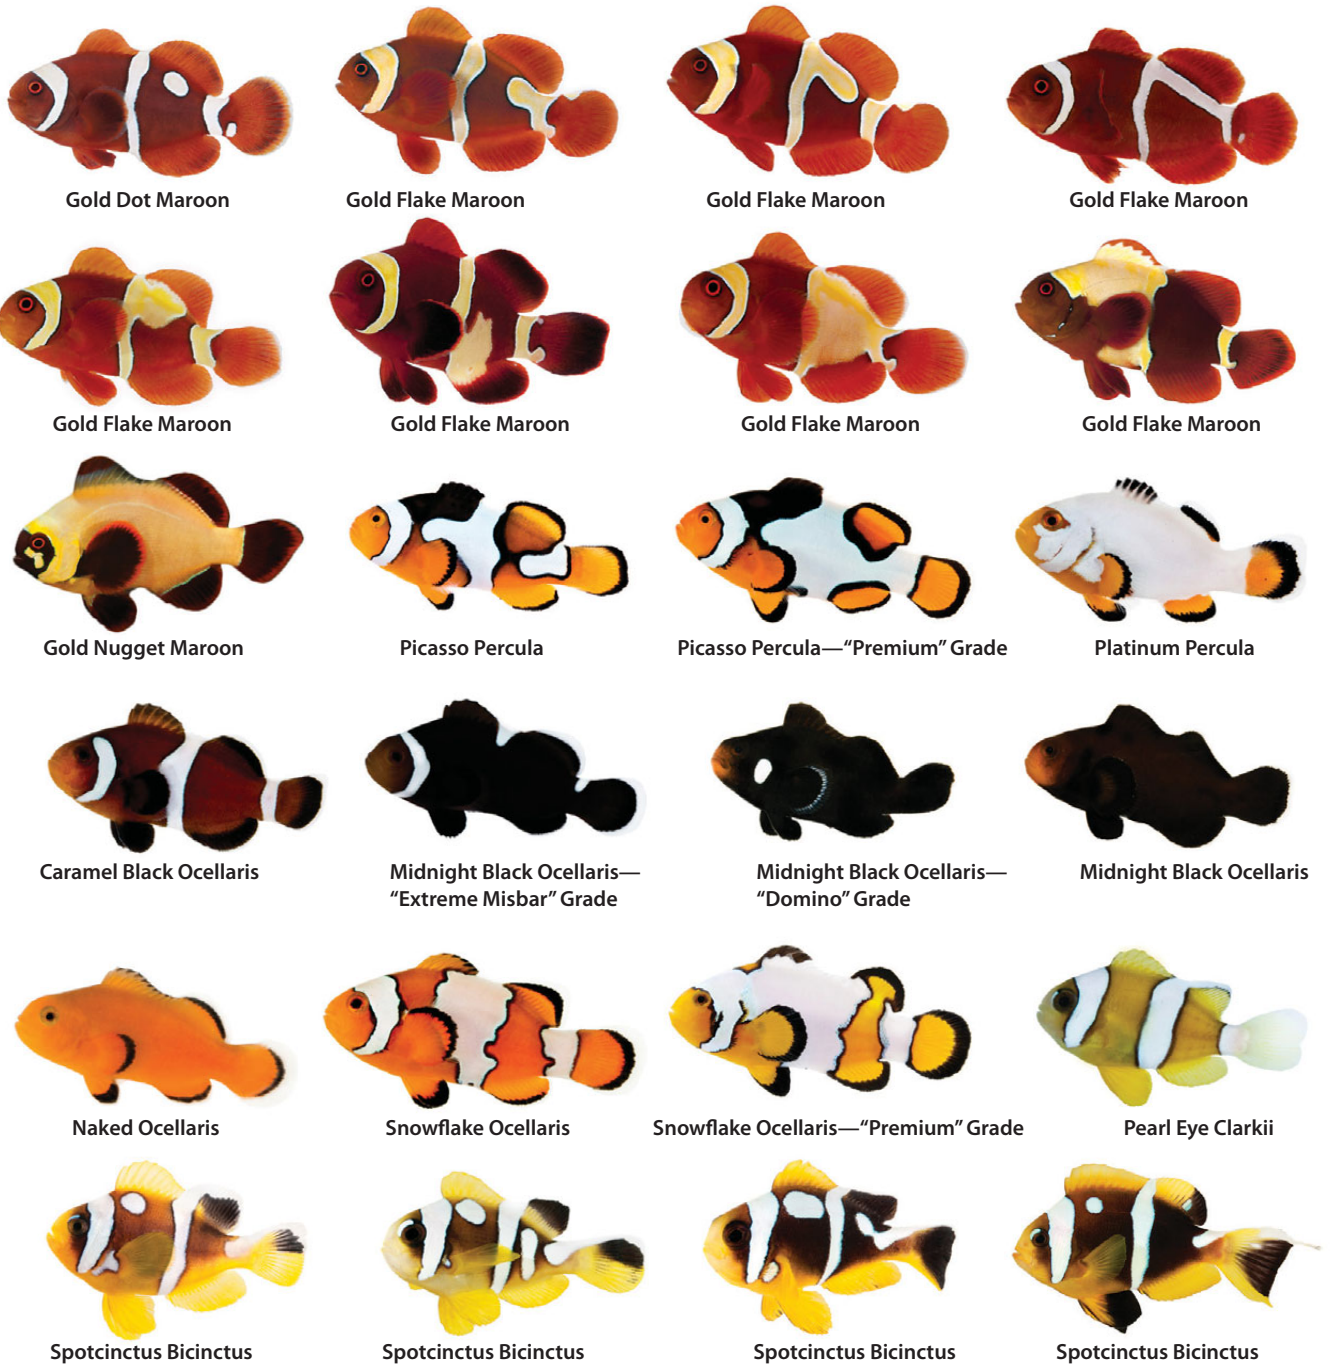 Gold Dot Maroon
Gold Flake Maroon
Gold Flake Maroon
Gold Flake Maroon
Gold Flake Maroon
Gold Flake Maroon
Gold Flake Maroon
Gold Flake Maroon
Gold Nugget Maroon
Picasso Percula
Picasso Percula—“Premium” Grade
Platinum Percula
Caramel Black Ocellaris
Midnight Black Ocellaris—
“Extreme Misbar” Grade
Midnight Black Ocellaris—
“Domino” Grade
Midnight Black Ocellaris
Naked Ocellaris
Snowflake Ocellaris
Snowflake Ocellaris—“Premium” Grade
Pearl Eye Clarkii
Spotcinctus Bicinctus
Spotcinctus Bicinctus
Spotcinctus Bicinctus
Spotcinctus Bicinctus